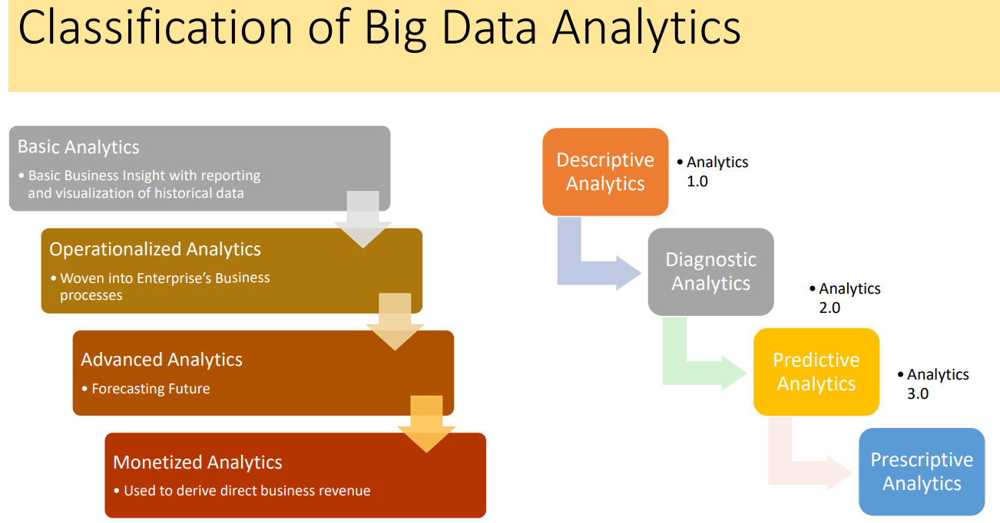 Classification of Big Data Analytics
Basic Analytics
• Basic Business Insight with reporting
and visualization of historical data
Operationalized Analytics
• Woven into Enterprise’s Business
processes
Advanced Analytics
• Forecasting Future
Monetized Analytics
• Used to derive direct business revenue
Descriptive
Analytics
• Analytics
1.0
Diagnostic
Analytics
• Analytics
2.0
Predictive
Analytics
• Analytics
3.0
Prescriptive
Analytics